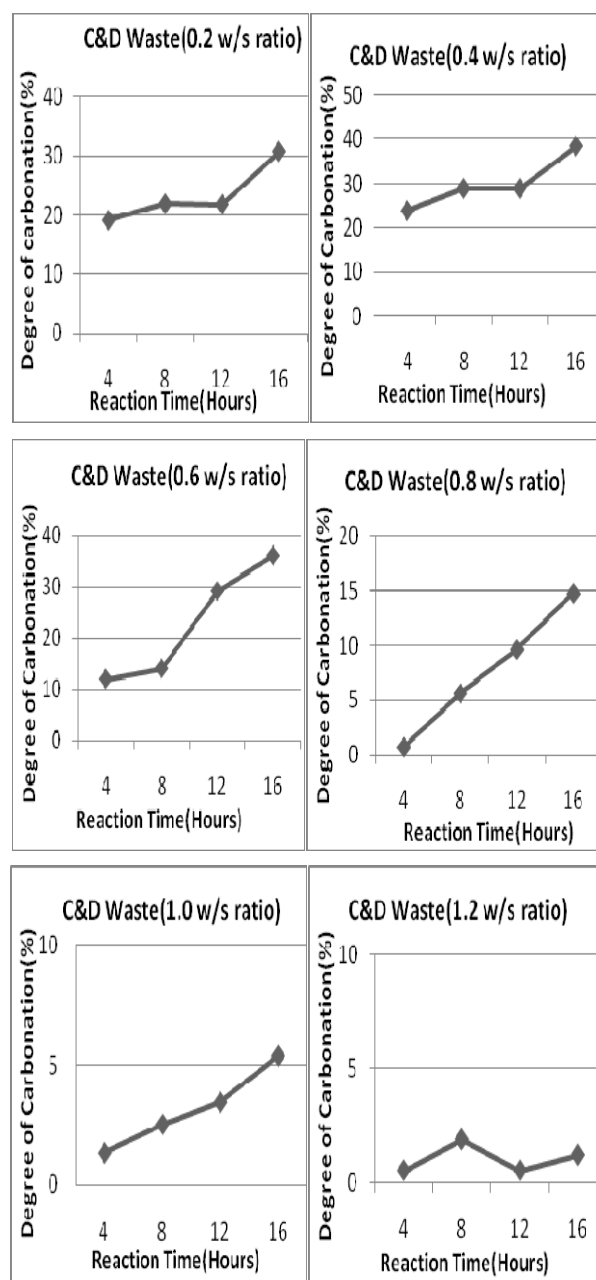 C&D Waste(0.2 w/s ratio)
Degree of carbonation(%)
40
30
20
10
0
4 8 12 16
Reaction Time(Hours)
C&D Waste(0.4 w/s ratio)
Degree of Carbonation(%)
50
40
30
20
10
0
4 8 12 16
Reaction Time(Hours)
C&D Waste(0.6 w/s ratio)
Degree of Carbonation(%)
40
30
20
10
0
4 8 12 16
Reaction Time(Hours)
C&D Waste(0.8 w/s ratio)
Degree of Carbonation(%)
20
15
10
5
0
4 8 12 16
Reaction Time(Hours)
C&D Waste(1.0 w/s ratio)
Degree of Carbonation(%)
10
5
0
4 8 12 16
Reaction Time(Hours)
C&D Waste(1.2 w/s ratio)
Degree of Carbonation(%)
10
5
0
4 8 12 16
Reaction Time(Hours)